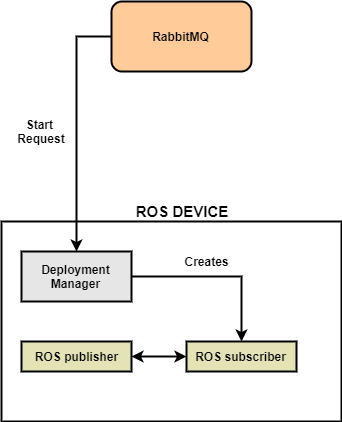 RabbitMQ
Start
Request
ROS DEVICE
Deployment
Manager
Creates
ROS publisher
ROS subscriber